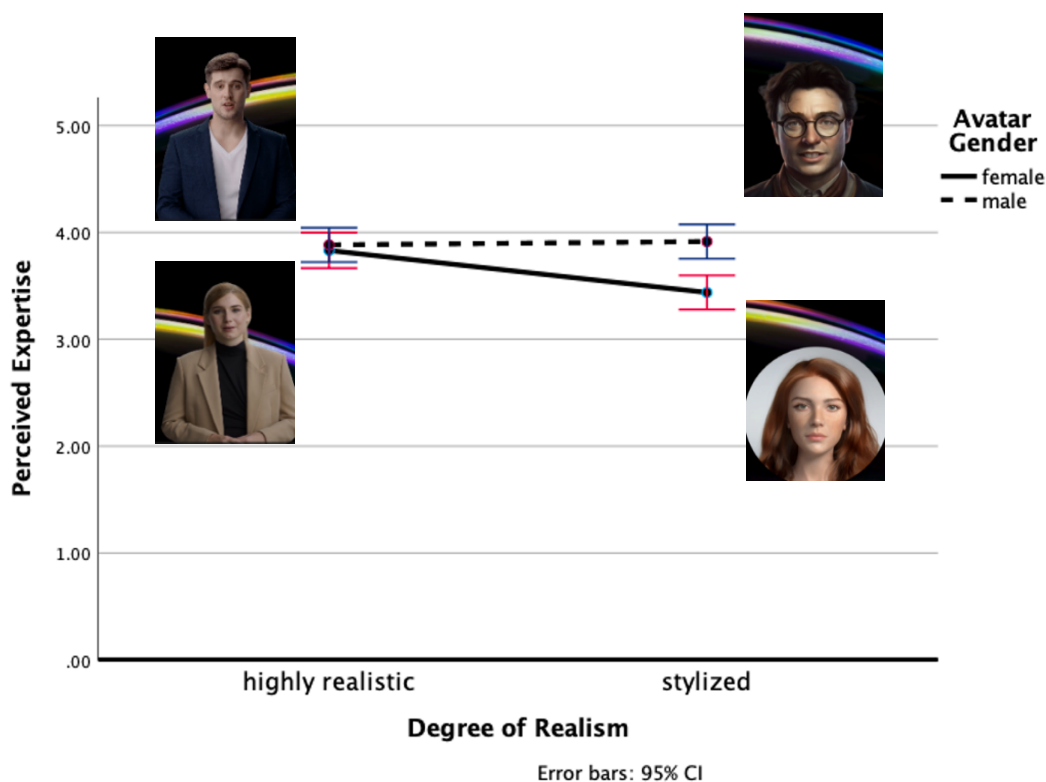 5.00
4.00
3.00
2.00
1.00
.00
Perceived Expertise
highly realistic
stylized
Degree of Realism
Error bars: 95% CI
Avatar
Gender
female
male